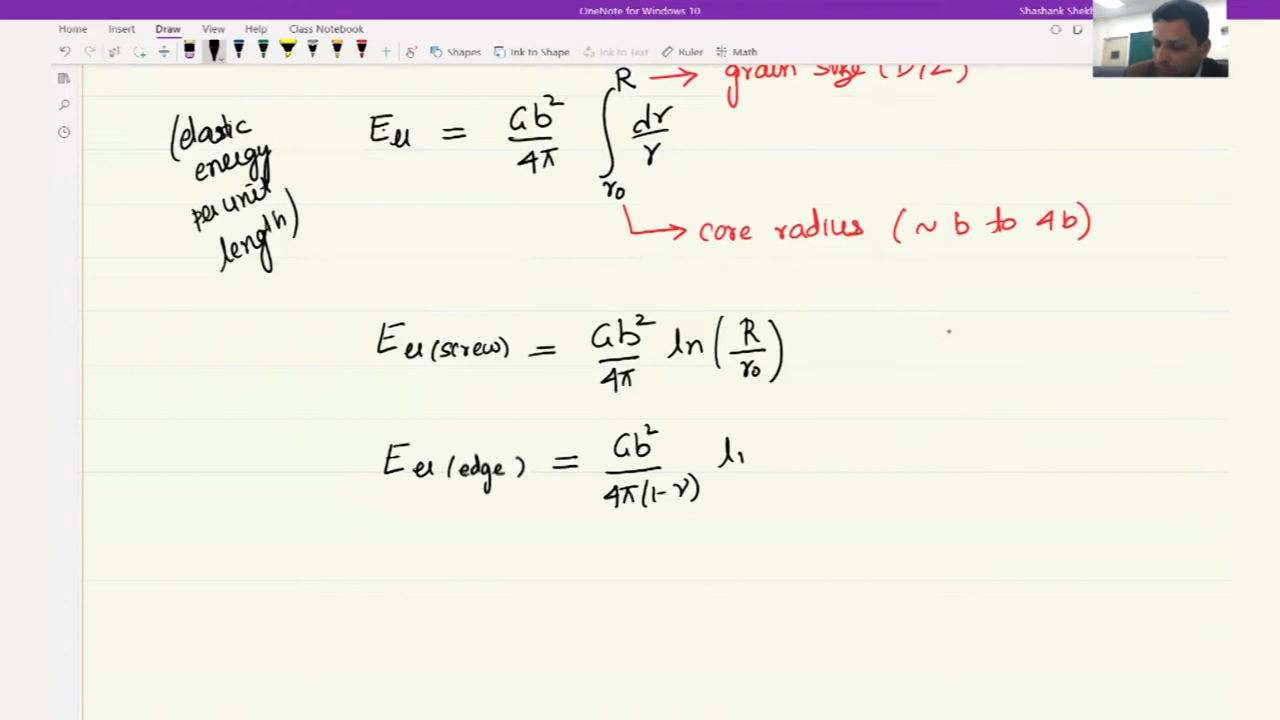 OneNote for Windows 10
Shashank Shekh
Home Insert Draw View Help Class Notebook
Shapes Ink to Shape Ink to Text Ruler Math
R → grain size (D/2)
(elastic energy per unit length)
E_el = Gb²/4π ∫ dr/r
r₀
→ core radius (~ b to 4b)
E_el(screw) = Gb²/4π ln(R/r₀)
E_el(edge) = Gb²/4π(1-ν) l